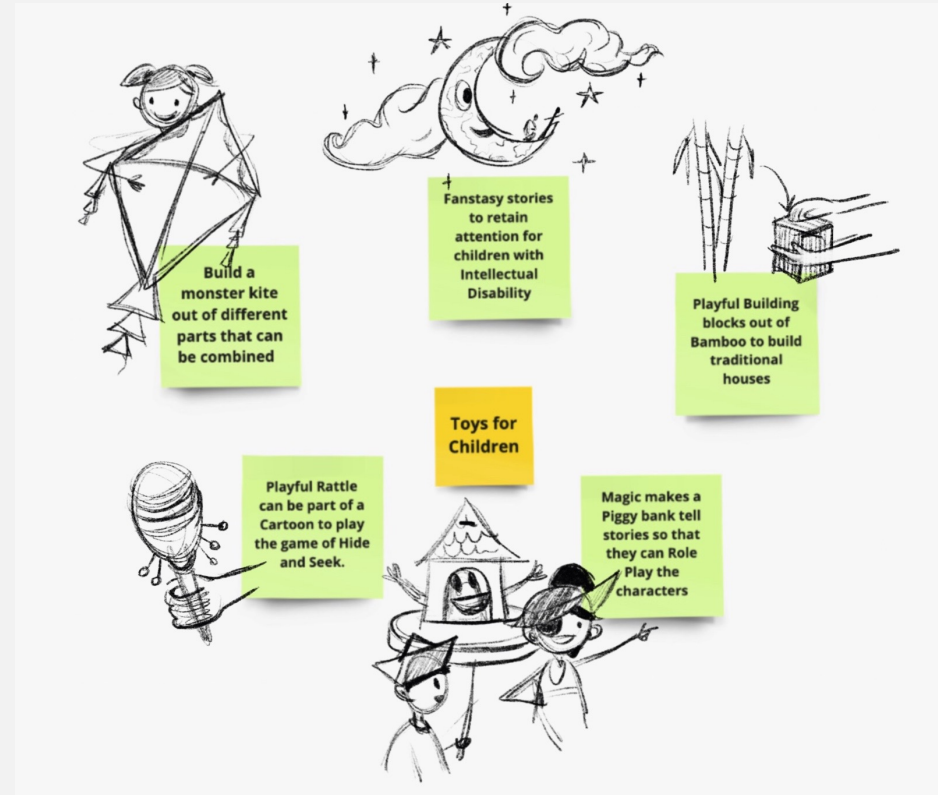 Fanstasy stories
to retain
attention for
children with
Intellectual
Disability
Build a
monster kite
out of different
parts that can
be combined
Playful Building
blocks out of
Bamboo to build
traditional
houses
Toys for
Children
Playful Rattle
can be part of a
Cartoon to play
the game of Hide
and Seek.
Magic makes a
Piggy bank tell
stories so that
they can Role
Play the
characters